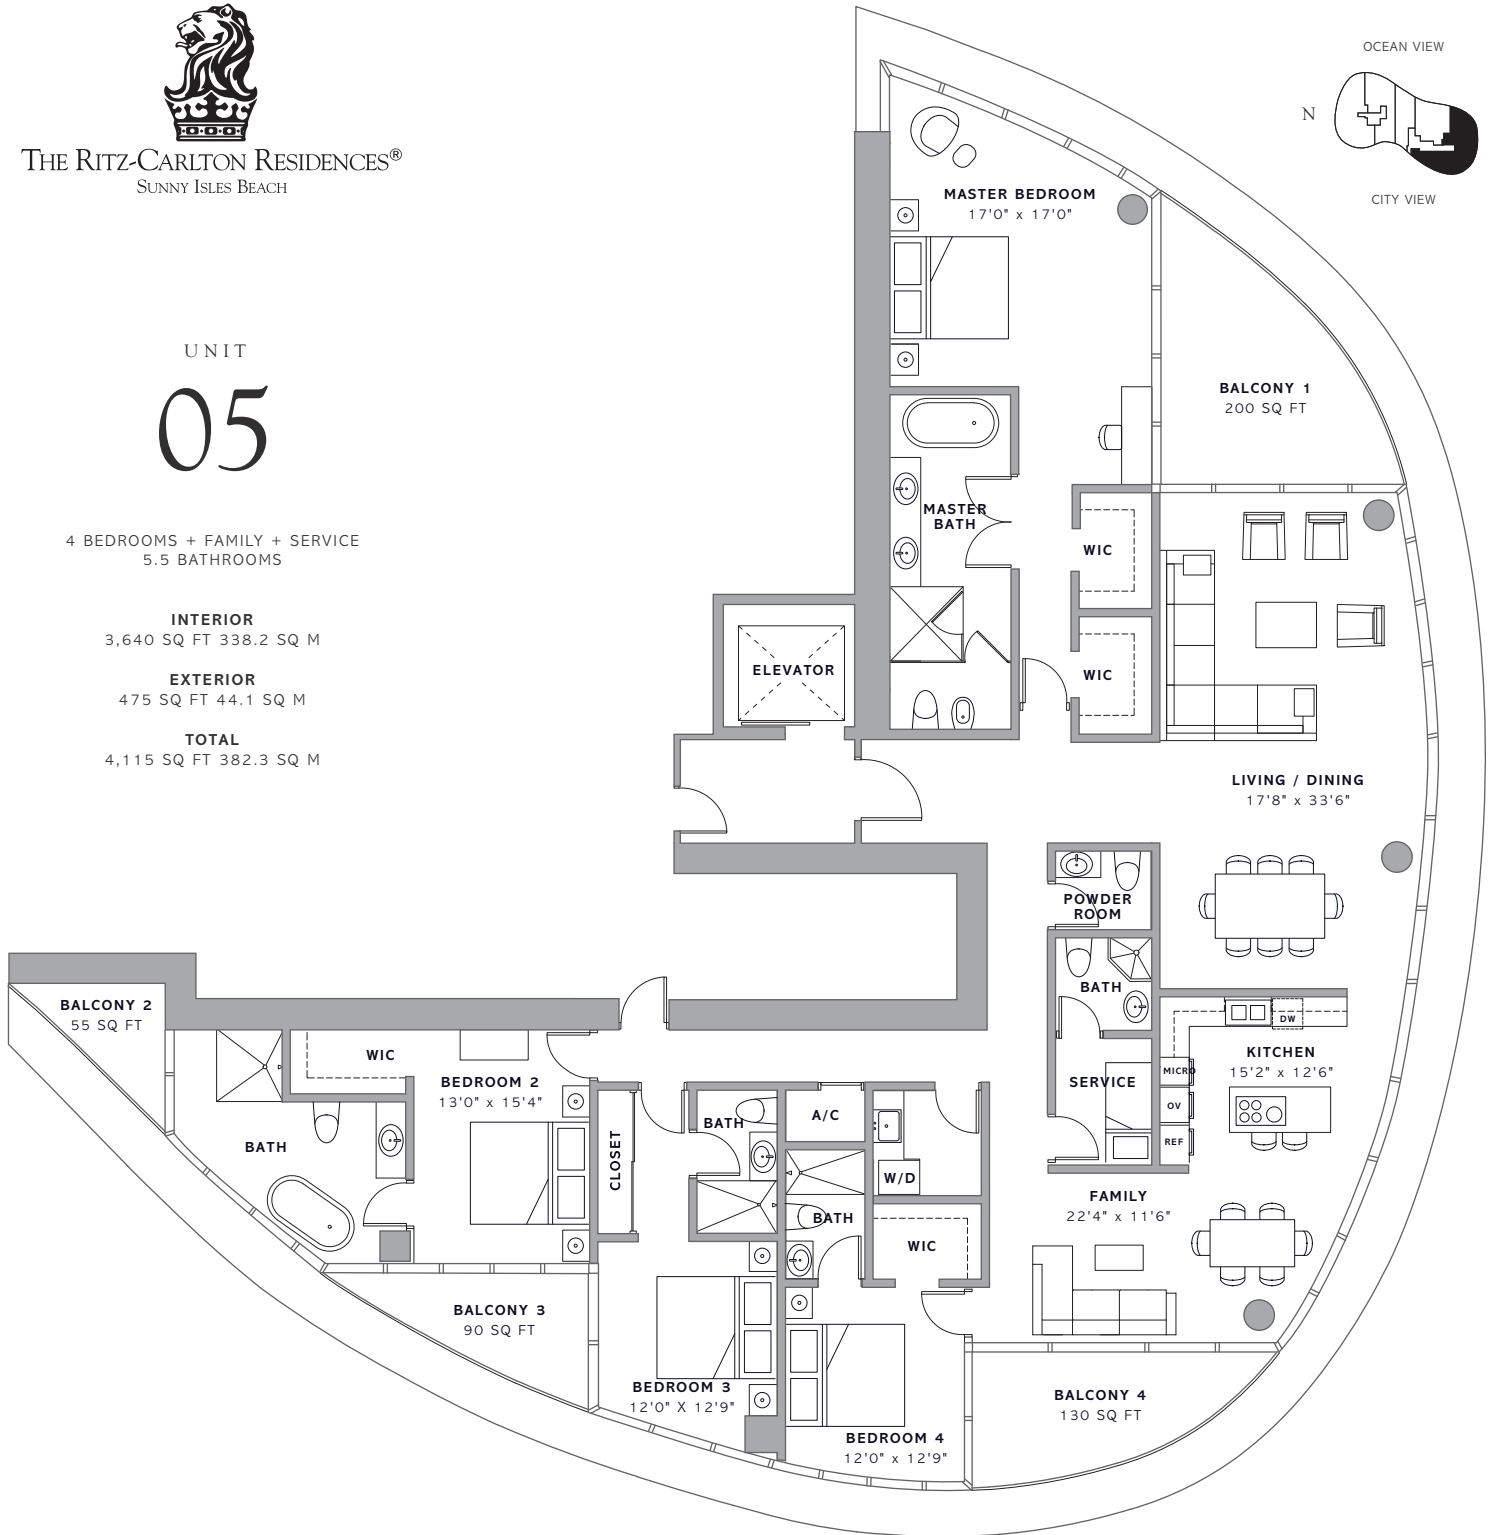 THE RITZ-CARLTON RESIDENCES®
SUNNY ISLES BEACH
UNIT
05
4 BEDROOMS + FAMILY + SERVICE
5.5 BATHROOMS
INTERIOR
3,640 SQ FT 338.2 SQ M
EXTERIOR
475 SQ FT 44.1 SQ M
TOTAL
4,115 SQ FT 382.3 SQ M
OCEAN VIEW
N
CITY VIEW
MASTER BEDROOM
17'0" x 17'0"
BALCONY 1
200 SQ FT
MASTER
BATH
WIC
WIC
ELEVATOR
LIVING / DINING
17'8" x 33'6"
POWDER
ROOM
BATH
DW
KITCHEN
15'2" x 12'6"
MICRO
OV
REF
SERVICE
FAMILY
22'4" x 11'6"
BALCONY 2
55 SQ FT
WIC
BEDROOM 2
13'0" x 15'4"
BATH
CLOSET
BATH
A/C
W/D
BATH
WIC
BALCONY 3
90 SQ FT
BEDROOM 3
12'0" X 12'9"
BEDROOM 4
12'0" x 12'9"
BALCONY 4
130 SQ FT